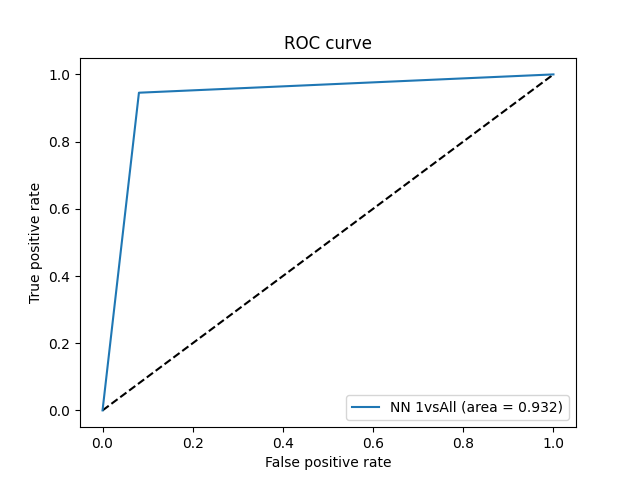 ROC curve
1.0
0.8
0.6
0.4
0.2
0.0
True positive rate
NN 1vsAll (area = 0.932)
0.0 0.2 0.4 0.6 0.8 1.0
False positive rate